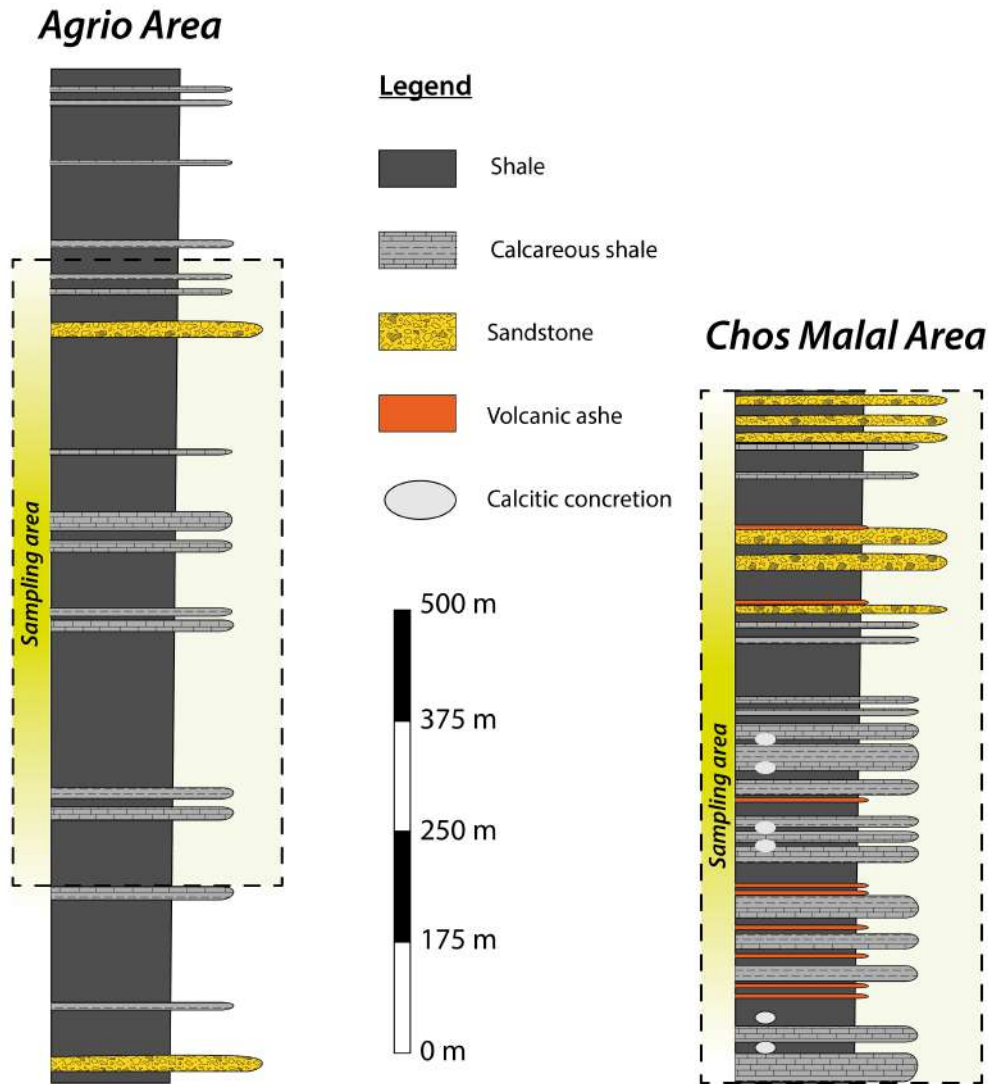 Agrio Area
Legend
Shale
Calcareous shale
Sandstone
Volcanic ashe
Calcitic concretion
500 m
375 m
250 m
175 m
0 m
Sampling area
Chos Malal Area
Sampling area